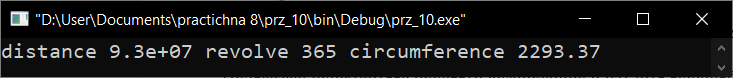 "D:\User\Documents\practichna 8\prz_10\bin\Debug\prz_10.exe"
distance 9.3e+07 revolve 365 circumference 2293.37